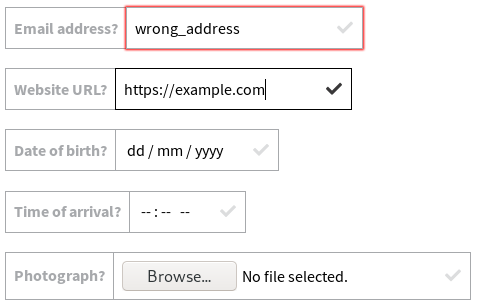 Email address? wrong_address
Website URL? https://example.com
Date of birth? dd / mm / yyyy
Time of arrival? -- : -- --
Photograph? Browse... No file selected.